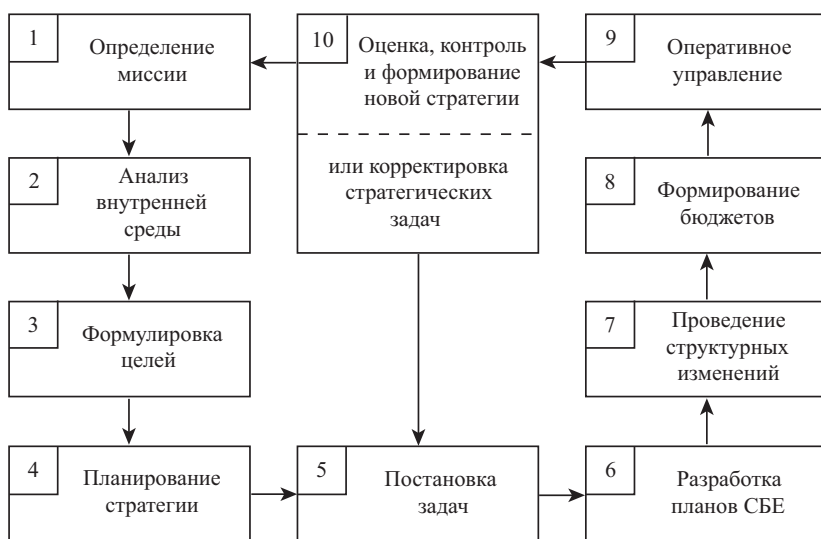 1
Определение
миссии
2
Анализ
внутренней
среды
3
Формулировка
целей
4
Планирование
стратегии
5
Постановка
задач
6
Разработка
планов СБЕ
7
Проведение
структурных
изменений
8
Формирование
бюджетов
9
Оперативное
управление
10
Оценка, контроль
и формирование
новой стратегии
или корректировка
стратегических
задач